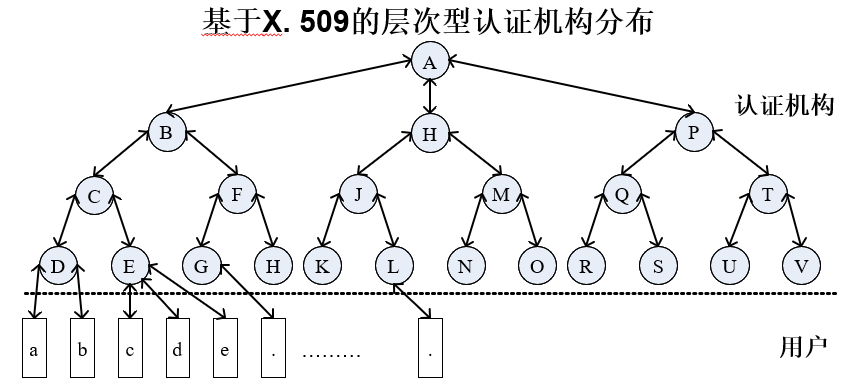 基于X. 509的层次型认证机构分布
A
认证机构
B H P
C F J M Q T
D E G H K L N O R S U V
a b c d e . ......... .
用户